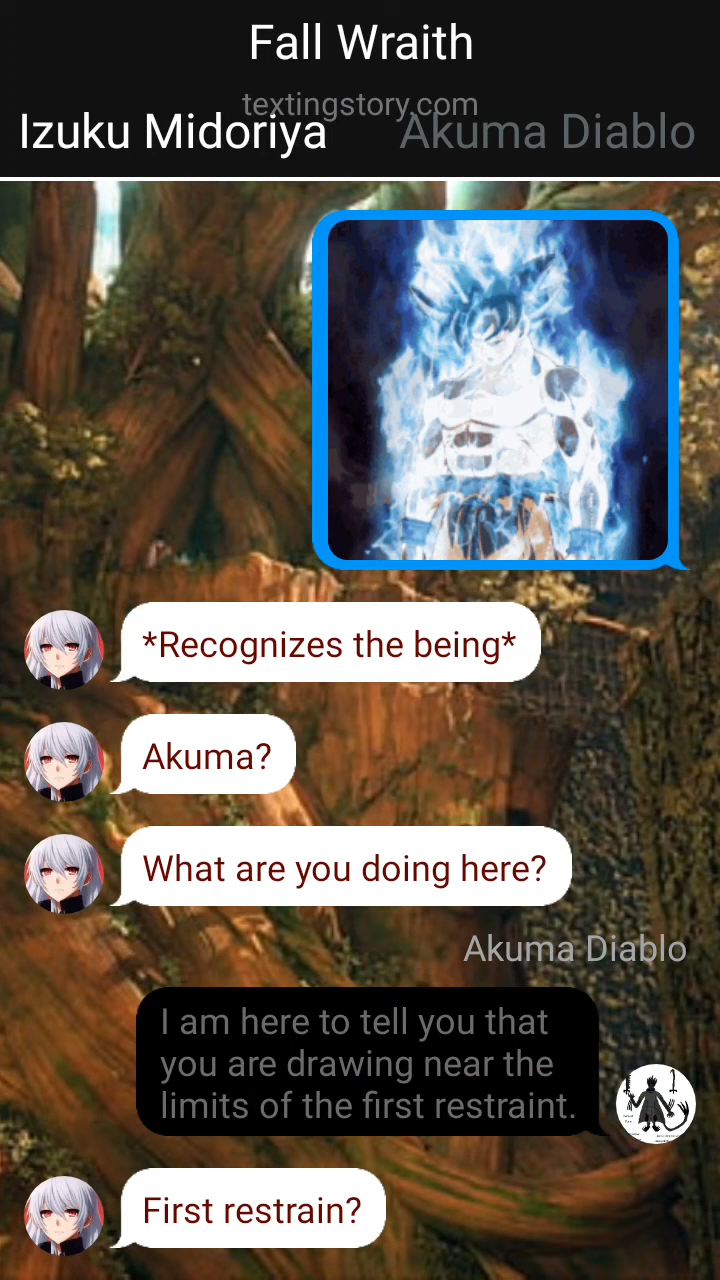 Fall Wraith
textingstory.com
Izuku Midoriya
Akuma Diablo
*Recognizes the being*
Akuma?
What are you doing here?
Akuma Diablo
I am here to tell you that
you are drawing near the
limits of the first restraint.
First restrain?